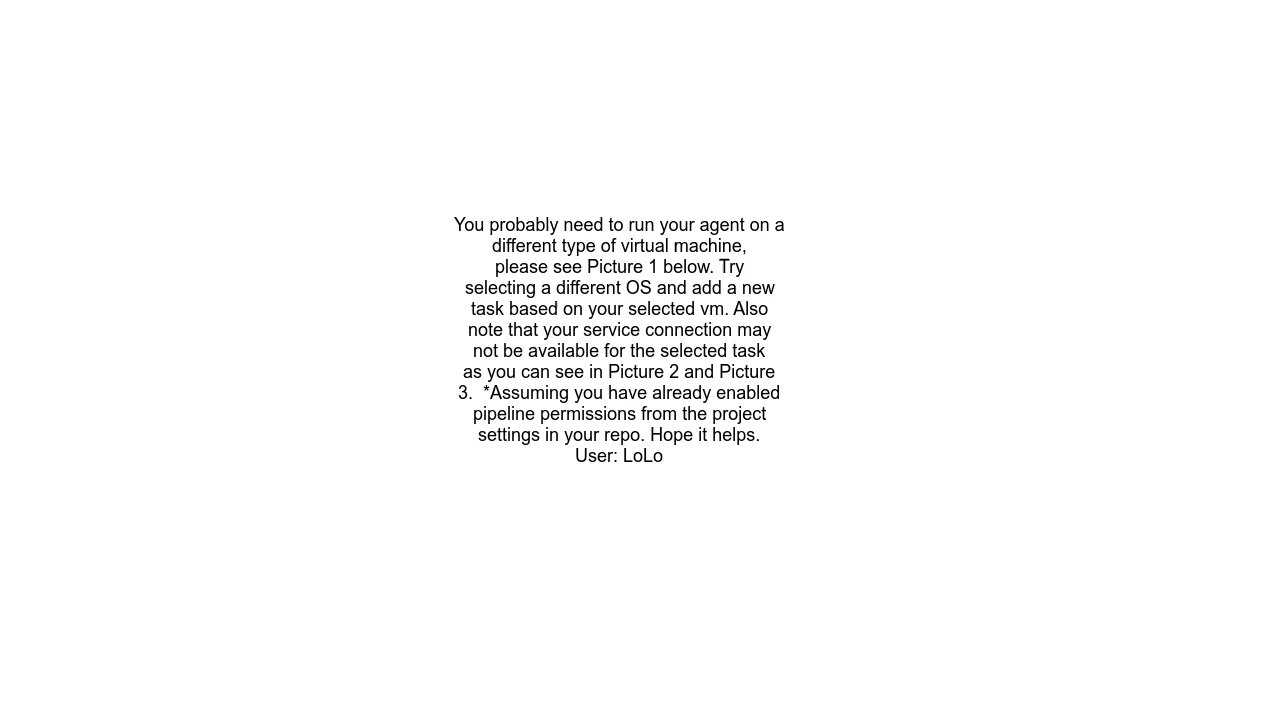 You probably need to run your agent on a
different type of virtual machine,
please see Picture 1 below. Try
selecting a different OS and add a new
task based on your selected vm. Also
note that your service connection may
not be available for the selected task
as you can see in Picture 2 and Picture
3.  *Assuming you have already enabled
pipeline permissions from the project
settings in your repo. Hope it helps.
User: LoLo